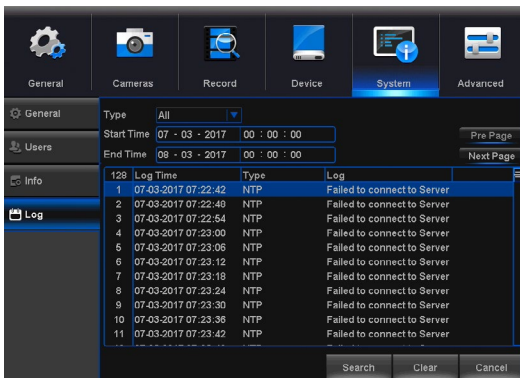 General Cameras Record Device System Advanced
General
Users
Info
Log
Type All
Start Time 07 - 03 - 2017 00 : 00 : 00 Pre Page
End Time 08 - 03 - 2017 00 : 00 : 00 Next Page
128 Log Time Type Log
1 07-03-2017 07:22:42 NTP Failed to connect to Server
2 07-03-2017 07:22:48 NTP Failed to connect to Server
3 07-03-2017 07:22:54 NTP Failed to connect to Server
4 07-03-2017 07:23:00 NTP Failed to connect to Server
5 07-03-2017 07:23:06 NTP Failed to connect to Server
6 07-03-2017 07:23:12 NTP Failed to connect to Server
7 07-03-2017 07:23:18 NTP Failed to connect to Server
8 07-03-2017 07:23:24 NTP Failed to connect to Server
9 07-03-2017 07:23:30 NTP Failed to connect to Server
10 07-03-2017 07:23:36 NTP Failed to connect to Server
11 07-03-2017 07:23:42 NTP Failed to connect to Server
Search Clear Cancel